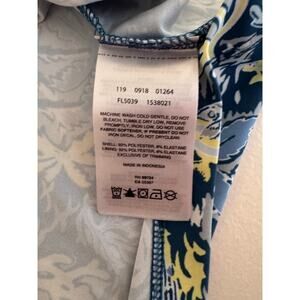 119 0918 01264
FL5039 1538021
MACHINE WASH COLD GENTLE, DO NOT
BLEACH, TUMBLE DRY LOW, REMOVE
PROMPTLY, IRON LOW, DO NOT USE
FABRIC SOFTENER, IF PRESENT DO NOT
IRON DECAL, DO NOT DRYCLEAN
SHELL: 92% POLYESTER, 8% ELASTANE
LINING: 92% POLYESTER, 8% ELASTANE
EXCLUSIVE OF TRIMMING
MADE IN INDONESIA